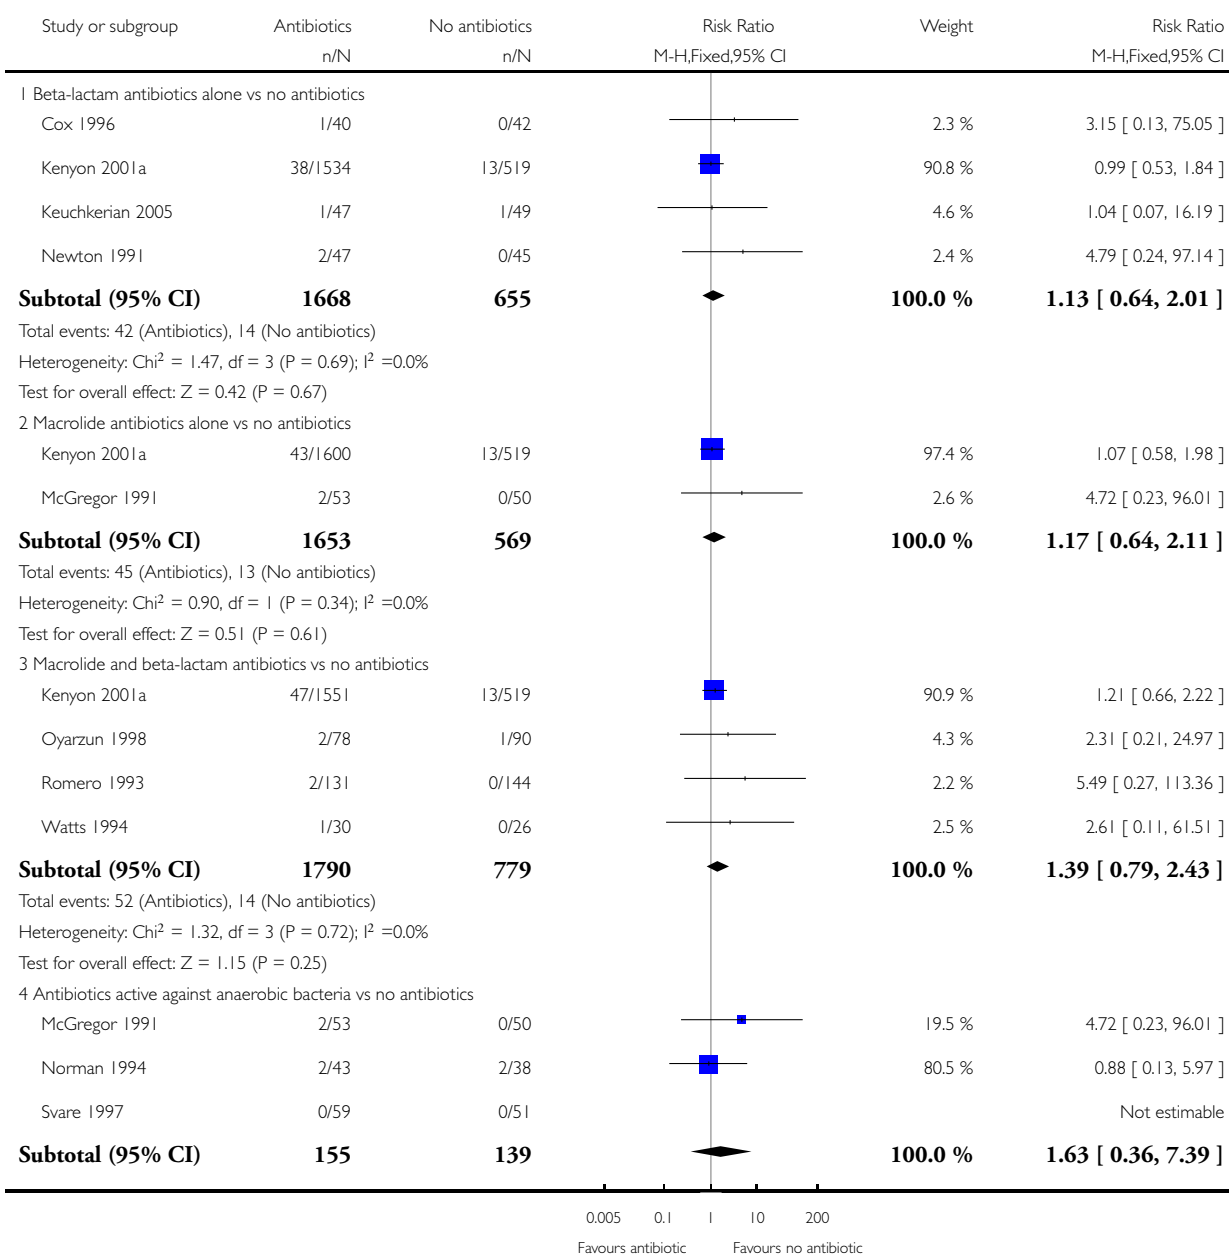 Study or subgroup Antibiotics No antibiotics Risk Ratio Weight Risk Ratio
n/N n/N M-H,Fixed,95% CI M-H,Fixed,95% CI
1 Beta-lactam antibiotics alone vs no antibiotics
Cox 1996 1/40 0/42 2.3 % 3.15 [ 0.13, 75.05 ]
Kenyon 2001a 38/1534 13/519 90.8 % 0.99 [ 0.53, 1.84 ]
Keuchkerian 2005 1/47 1/49 4.6 % 1.04 [ 0.07, 16.19 ]
Newton 1991 2/47 0/45 2.4 % 4.79 [ 0.24, 97.14 ]
Subtotal (95% CI) 1668 655 100.0 % 1.13 [ 0.64, 2.01 ]
Total events: 42 (Antibiotics), 14 (No antibiotics)
Heterogeneity: Chi² = 1.47, df = 3 (P = 0.69); I² =0.0%
Test for overall effect: Z = 0.42 (P = 0.67)
2 Macrolide antibiotics alone vs no antibiotics
Kenyon 2001a 43/1600 13/519 97.4 % 1.07 [ 0.58, 1.98 ]
McGregor 1991 2/53 0/50 2.6 % 4.72 [ 0.23, 96.01 ]
Subtotal (95% CI) 1653 569 100.0 % 1.17 [ 0.64, 2.11 ]
Total events: 45 (Antibiotics), 13 (No antibiotics)
Heterogeneity: Chi² = 0.90, df = 1 (P = 0.34); I² =0.0%
Test for overall effect: Z = 0.51 (P = 0.61)
3 Macrolide and beta-lactam antibiotics vs no antibiotics
Kenyon 2001a 47/1551 13/519 90.9 % 1.21 [ 0.66, 2.22 ]
Oyarzun 1998 2/78 1/90 4.3 % 2.31 [ 0.21, 24.97 ]
Romero 1993 2/131 0/144 2.2 % 5.49 [ 0.27, 113.36 ]
Watts 1994 1/30 0/26 2.5 % 2.61 [ 0.11, 61.51 ]
Subtotal (95% CI) 1790 779 100.0 % 1.39 [ 0.79, 2.43 ]
Total events: 52 (Antibiotics), 14 (No antibiotics)
Heterogeneity: Chi² = 1.32, df = 3 (P = 0.72); I² =0.0%
Test for overall effect: Z = 1.15 (P = 0.25)
4 Antibiotics active against anaerobic bacteria vs no antibiotics
McGregor 1991 2/53 0/50 19.5 % 4.72 [ 0.23, 96.01 ]
Norman 1994 2/43 2/38 80.5 % 0.88 [ 0.13, 5.97 ]
Svare 1997 0/59 0/51 Not estimable
Subtotal (95% CI) 155 139 100.0 % 1.63 [ 0.36, 7.39 ]
0.005 0.1 1 10 200
Favours antibiotic Favours no antibiotic